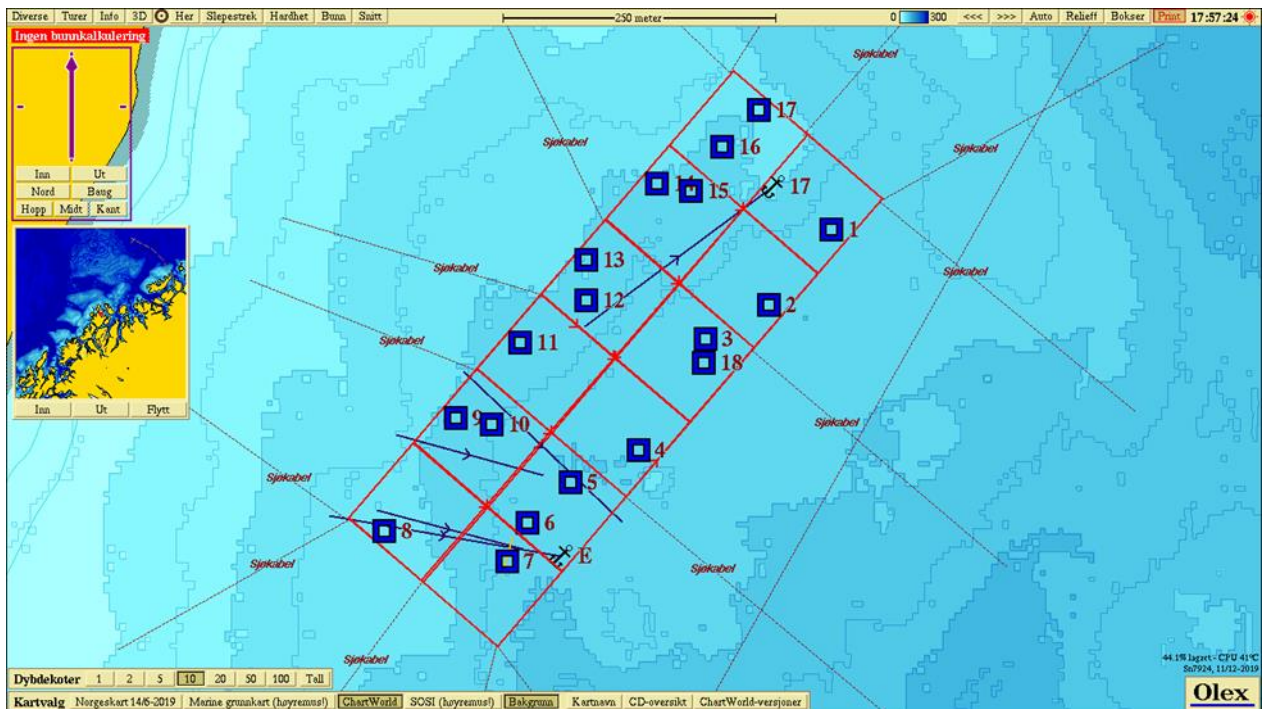 Diverse Turer Info 3D Her Slepestrek Hardhet Bunn Snitt 250 meter 0 300 <<< >>> Auto Relieff Bokser Print 17:57:24
Ingen bunnkalkulering
Inn Ut
Nord Baug
Hopp Midt Kant
Inn Ut Flytt
Sjøkabel
17
Sjøkabel
16
Sjøkabel
14
15
17
1
13
Sjøkabel
Sjøkabel
12
2
Sjøkabel
11
3
18
9
10
Sjøkabel
4
Sjøkabel
5
6
8
7
E
Sjøkabel
Sjøkabel
Sjøkabel
44.1% lagret - CPU 41°C
Sn7924, 11/12-2019
Olex
Dybdekoter 1 2 5 10 20 50 100 Tall
Kartvalg Norgeskart 14/6-2019 Marine grunnkart (høyremus!) ChartWorld SOSI (høyremus!) Bakgrunn Kartnavn CD-oversikt ChartWorld-versjoner